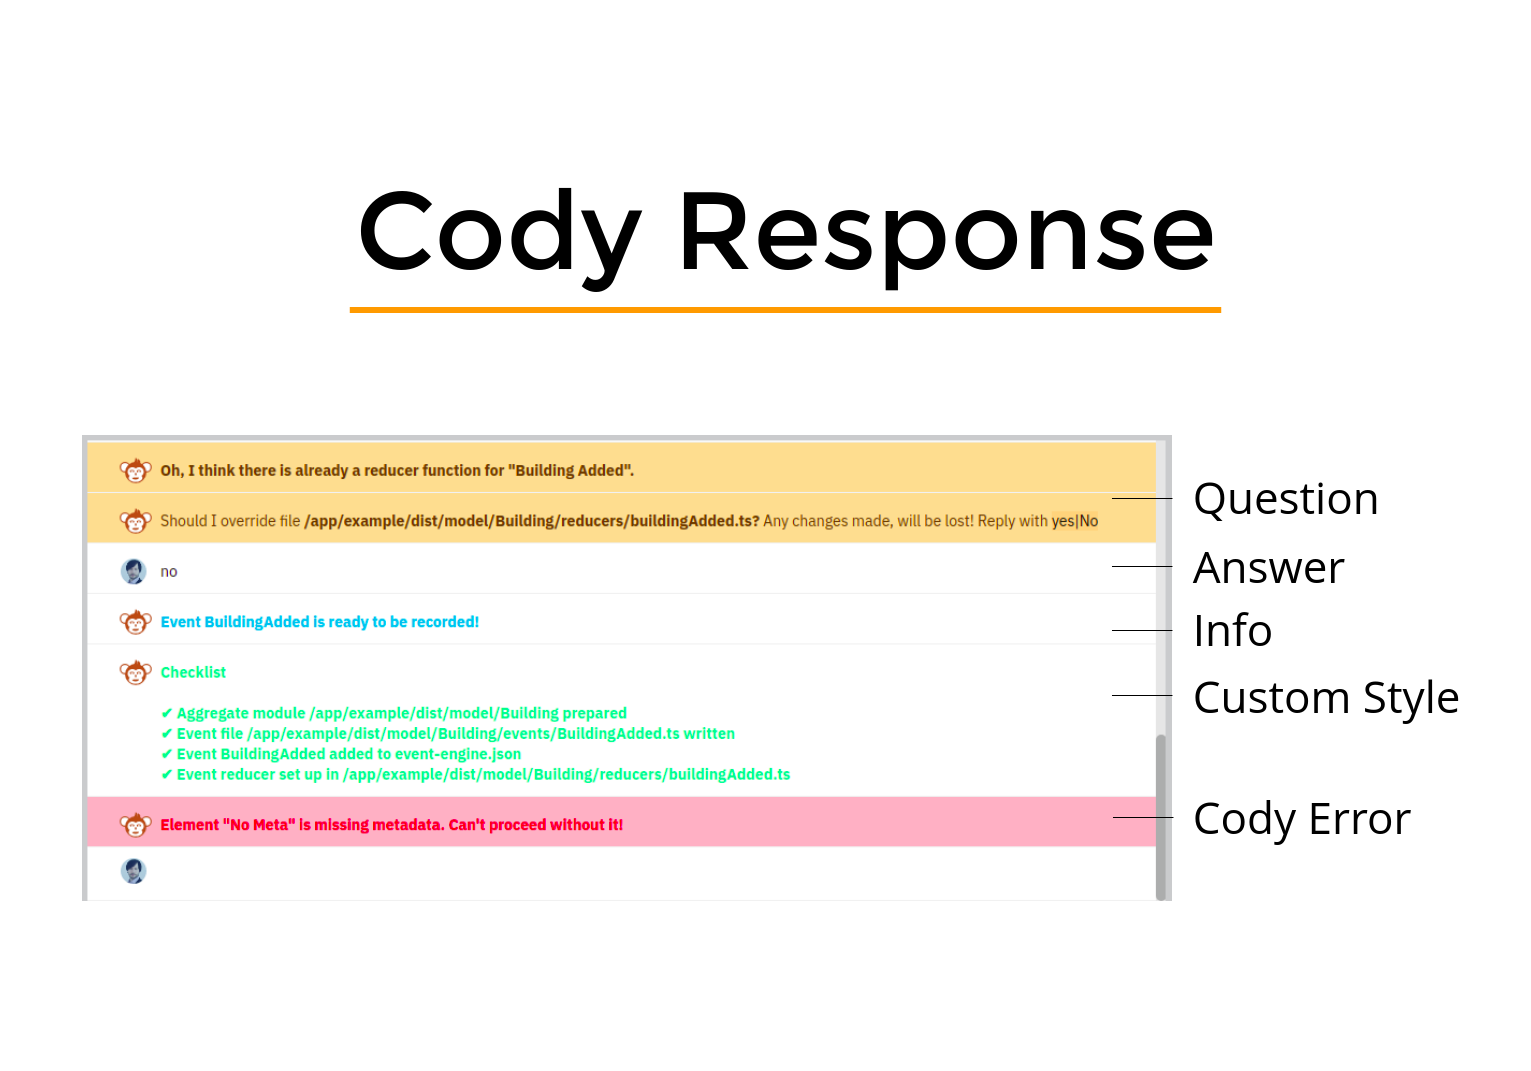 Cody Response
Oh, I think there is already a reducer function for "Building Added".
Should I override file /app/example/dist/model/Building/reducers/buildingAdded.ts? Any changes made, will be lost! Reply with yes|No
Question
no
Answer
Event BuildingAdded is ready to be recorded!
Info
Checklist
Custom Style
✔ Aggregate module /app/example/dist/model/Building prepared
✔ Event file /app/example/dist/model/Building/events/BuildingAdded.ts written
✔ Event BuildingAdded added to event-engine.json
✔ Event reducer set up in /app/example/dist/model/Building/reducers/buildingAdded.ts
Element "No Meta" is missing metadata. Can't proceed without it!
Cody Error